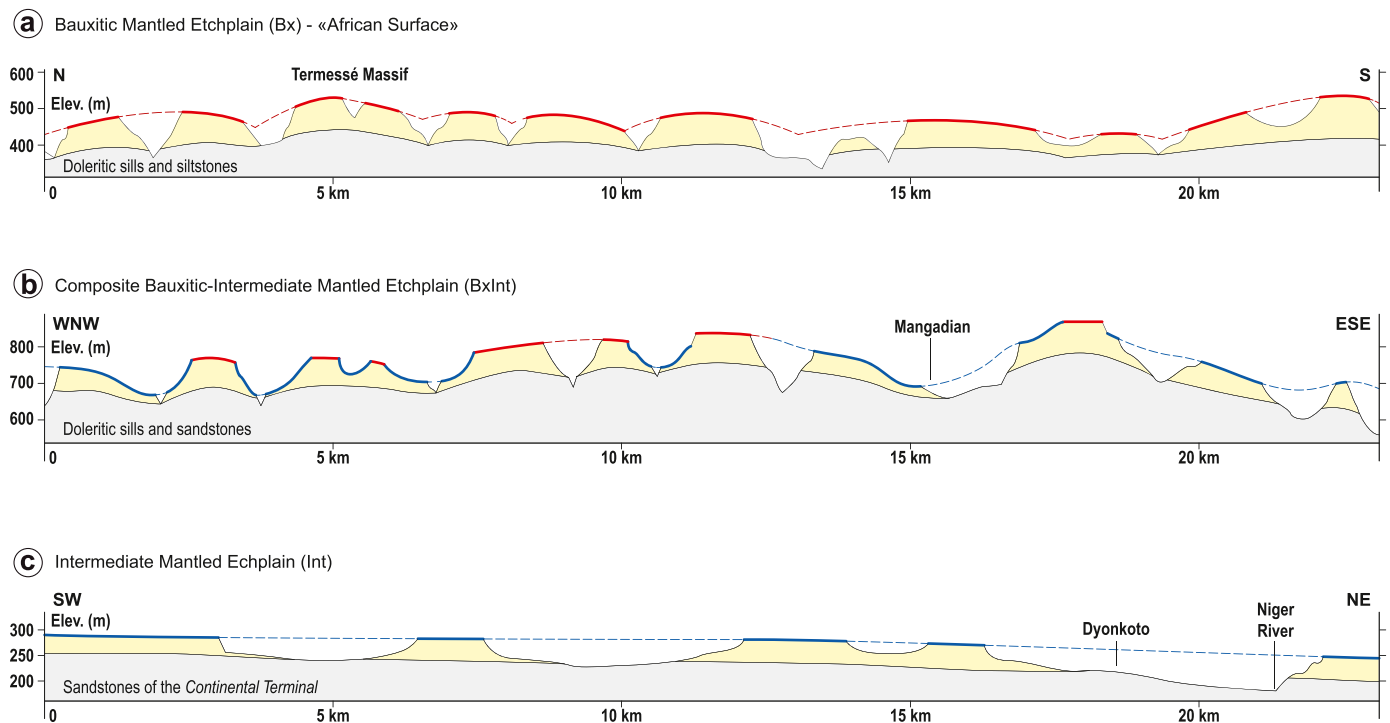 a Bauxitic Mantled Etchplain (Bx) - «African Surface»
600 N Termessé Massif S
Elev. (m)
500
400
Doleritic sills and siltstones
0 5 km 10 km 15 km 20 km
b Composite Bauxitic-Intermediate Mantled Etchplain (BxInt)
WNW Mangadian ESE
Elev. (m)
800
700
600
Doleritic sills and sandstones
0 5 km 10 km 15 km 20 km
c Intermediate Mantled Echplain (Int)
SW Niger NE
Elev. (m) River
300 Dyonkoto
250
200
Sandstones of the Continental Terminal
0 5 km 10 km 15 km 20 km